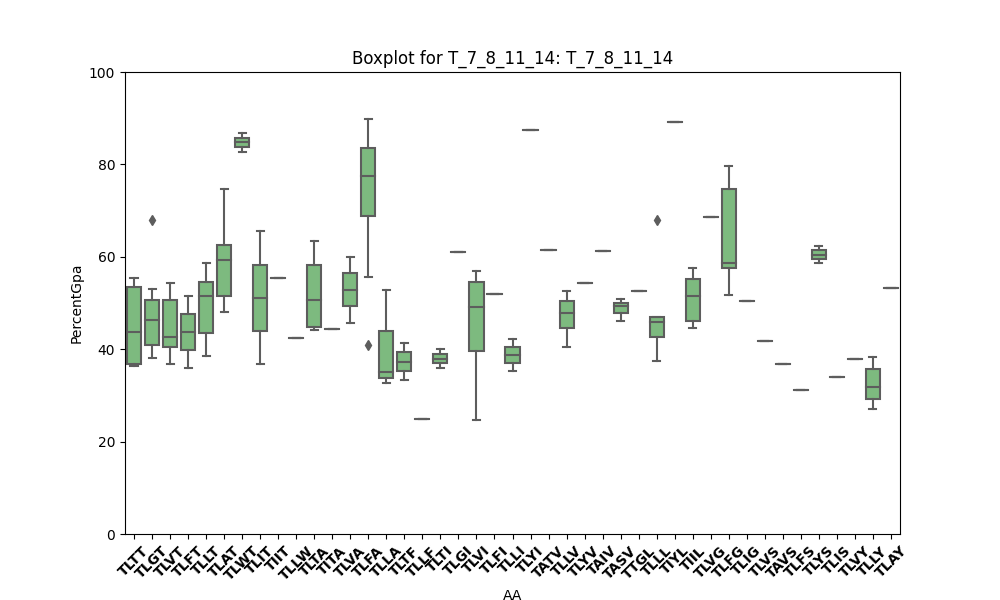 Boxplot for T_7_8_11_14: T_7_8_11_14
100
80
60
40
20
0
PercentGpa
TLTT TLGT TLVT TLFT TLLT TLAT TLWT TLIT TIIT TLLW TLTA TITA TLVA TLFA TLLA TLTF TLLF TLTI TLGI TLVI TLFI TLLI TLYI TATV TLLV TLYV TAIV TASV TTGL TLLL TIYL TIIL TLVG TLFG TLIG TLVS TAVS TLFS TLYS TLIS TLVY TLLY TLAY
AA